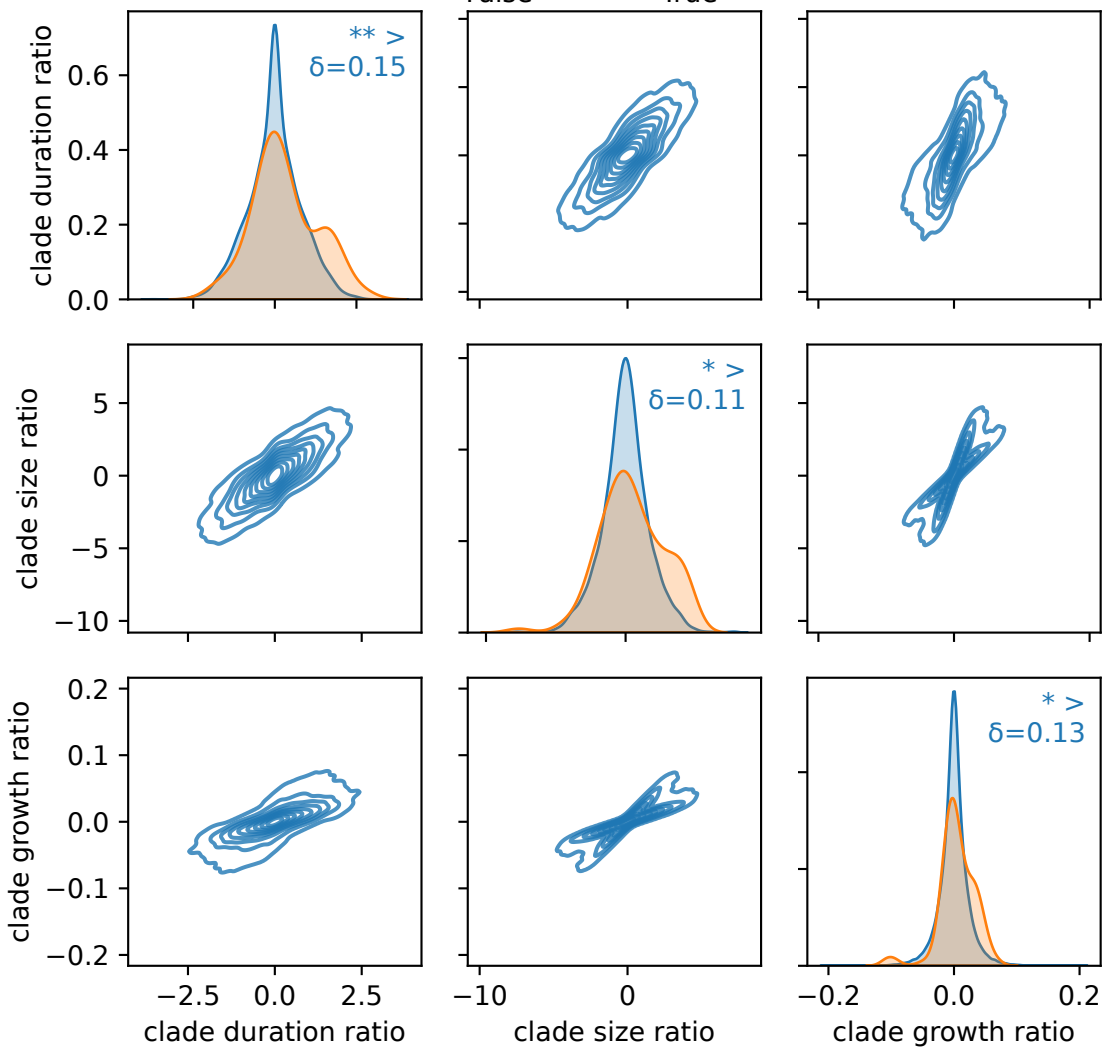 clade duration ratio
0.6
0.4
0.2
0.0
** >
δ=0.15
clade size ratio
5
0
−5
−10
* >
δ=0.11
clade growth ratio
0.2
0.1
0.0
−0.1
−0.2
* >
δ=0.13
−2.5 0.0 2.5
−10 0
−0.2 0.0 0.2
clade duration ratio
clade size ratio
clade growth ratio